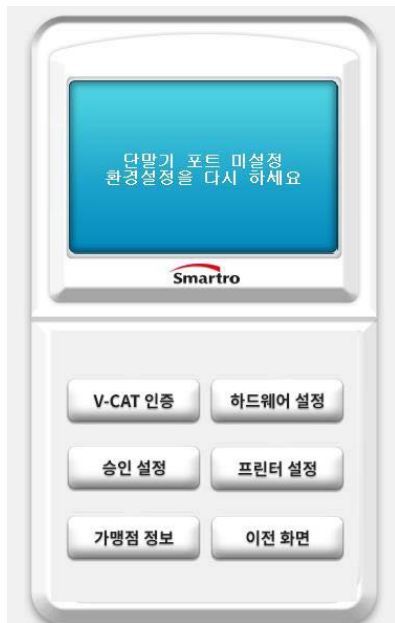 단말기 포트 미설정
환경설정을 다시 하세요
Smartro
V-CAT 인증
하드웨어 설정
승인 설정
프린터 설정
가맹점 정보
이전 화면